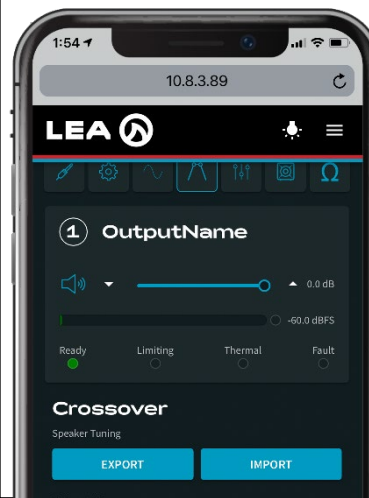 1:54
10.8.3.89
LEA
Ω
1 OutputName
0.0 dB
-60.0 dBFS
Ready Limiting Thermal Fault
Crossover
Speaker Tuning
EXPORT IMPORT